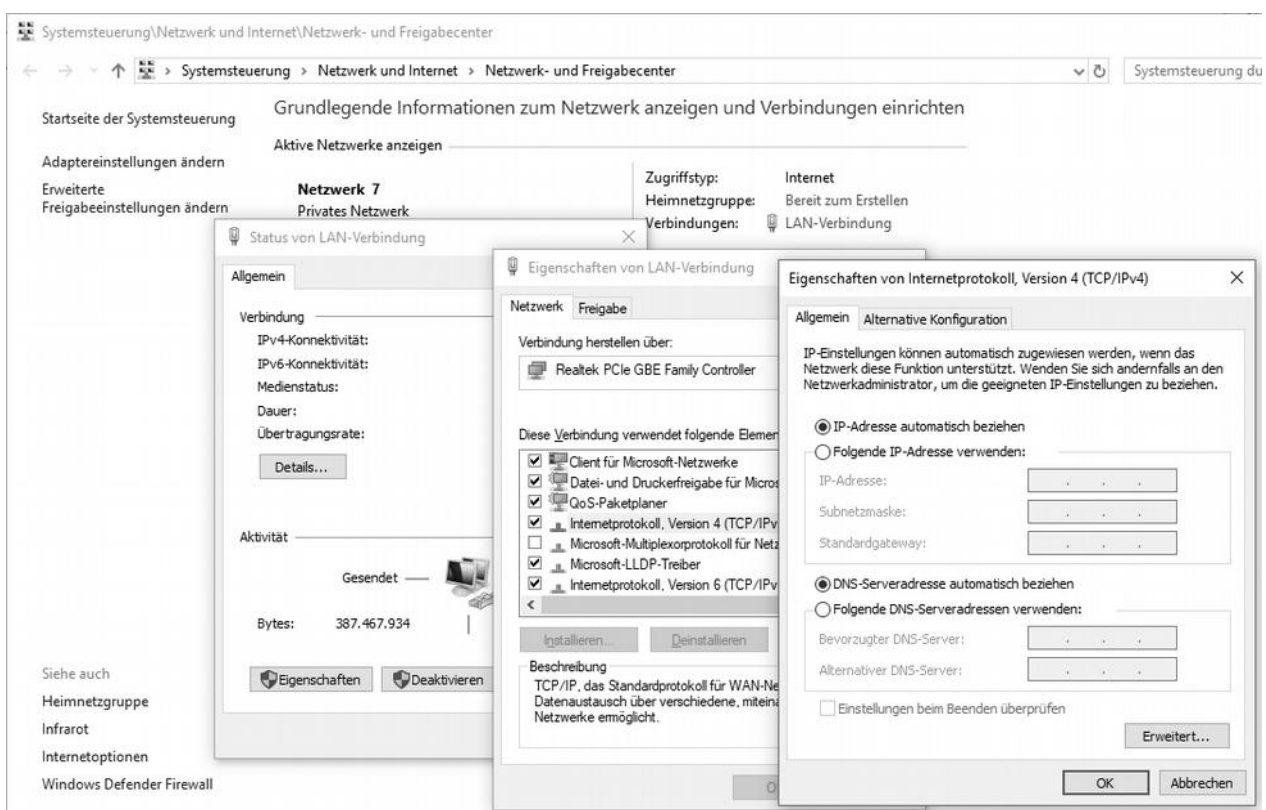 Systemsteuerung\Netzwerk und Internet\Netzwerk- und Freigabecenter
Systemsteuerung › Netzwerk und Internet › Netzwerk- und Freigabecenter
Systemsteuerung du
Startseite der Systemsteuerung
Adaptereinstellungen ändern
Erweiterte
Freigabeeinstellungen ändern
Grundlegende Informationen zum Netzwerk anzeigen und Verbindungen einrichten
Aktive Netzwerke anzeigen
Netzwerk 7
Privates Netzwerk
Zugriffstyp: Internet
Heimnetzgruppe: Bereit zum Erstellen
Verbindungen: LAN-Verbindung
Status von LAN-Verbindung
Allgemein
Verbindung
IPv4-Konnektivität:
IPv6-Konnektivität:
Medienstatus:
Dauer:
Übertragungsrate:
Details...
Aktivität
Gesendet
Bytes: 387.467.934
Eigenschaften
Deaktivieren
Eigenschaften von LAN-Verbindung
Netzwerk
Freigabe
Verbindung herstellen über:
Realtek PCIe GBE Family Controller
Diese Verbindung verwendet folgende Elemen
Client für Microsoft-Netzwerke
Datei- und Druckerfreigabe für Micros
QoS-Paketplaner
Internetprotokoll, Version 4 (TCP/IPv
Microsoft-Multiplexorprotokoll für Netz
Microsoft-LLDP-Treiber
Internetprotokoll, Version 6 (TCP/IPv
Installieren...
Deinstallieren
Beschreibung
TCP/IP, das Standardprotokoll für WAN-Ne
Datenaustausch über verschiedene, miteina
Netzwerke ermöglicht.
O
Eigenschaften von Internetprotokoll, Version 4 (TCP/IPv4)
Allgemein
Alternative Konfiguration
IP-Einstellungen können automatisch zugewiesen werden, wenn das
Netzwerk diese Funktion unterstützt. Wenden Sie sich andernfalls an den
Netzwerkadministrator, um die geeigneten IP-Einstellungen zu beziehen.
IP-Adresse automatisch beziehen
Folgende IP-Adresse verwenden:
IP-Adresse: . . .
Subnetzmaske: . . .
Standardgateway: . . .
DNS-Serveradresse automatisch beziehen
Folgende DNS-Serveradressen verwenden:
Bevorzugter DNS-Server: . . .
Alternativer DNS-Server: . . .
Einstellungen beim Beenden überprüfen
Erweitert...
OK
Abbrechen
Siehe auch
Heimnetzgruppe
Infrarot
Internetoptionen
Windows Defender Firewall